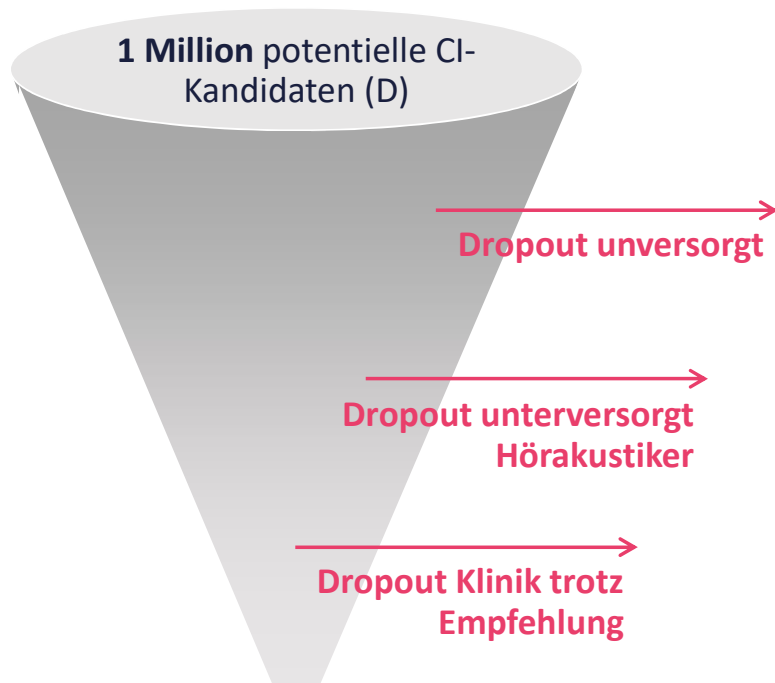 1 Million potentielle CI-
Kandidaten (D)
Dropout unversorgt
Dropout unterversorgt
Hörakustiker
Dropout Klinik trotz
Empfehlung